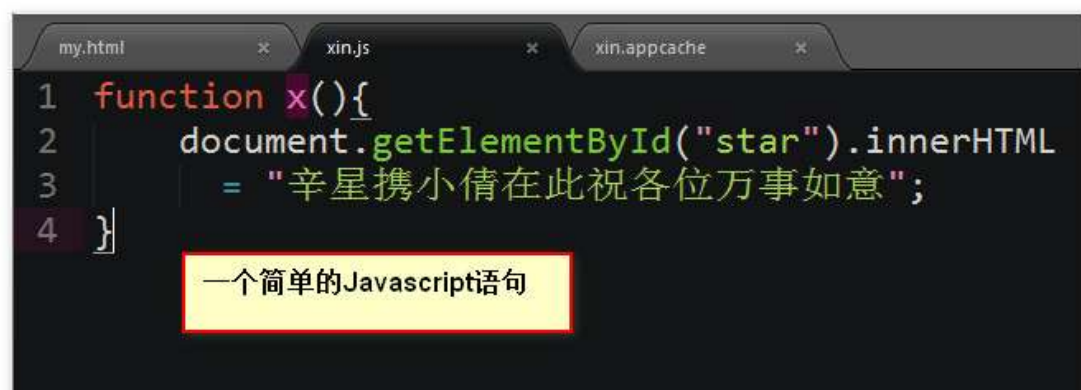 my.html × xin.js × xin.appcache ×
1 function x(){
2 document.getElementById("star").innerHTML
3 = "辛星携小倩在此祝各位万事如意";
4 }
一个简单的Javascript语句